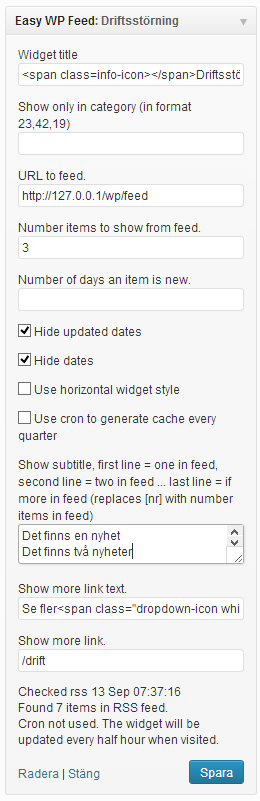 Easy WP Feed: Driftsstörning
Widget title
<span class=info-icon></span>Driftsstö
Show only in category (in format
23,42,19)
URL to feed.
http://127.0.0.1/wp/feed
Number items to show from feed.
3
Number of days an item is new.
Hide updated dates
Hide dates
Use horizontal widget style
Use cron to generate cache every
quarter
Show subtitle, first line = one in feed,
second line = two in feed ... last line = if
more in feed (replaces [nr] with number
items in feed)
Det finns en nyhet
Det finns två nyheter
Show more link text.
Se fler<span class="dropdown-icon whi
Show more link.
/drift
Checked rss 13 Sep 07:37:16
Found 7 items in RSS feed.
Cron not used. The widget will be
updated every half hour when visited.
Radera | Stäng
Spara